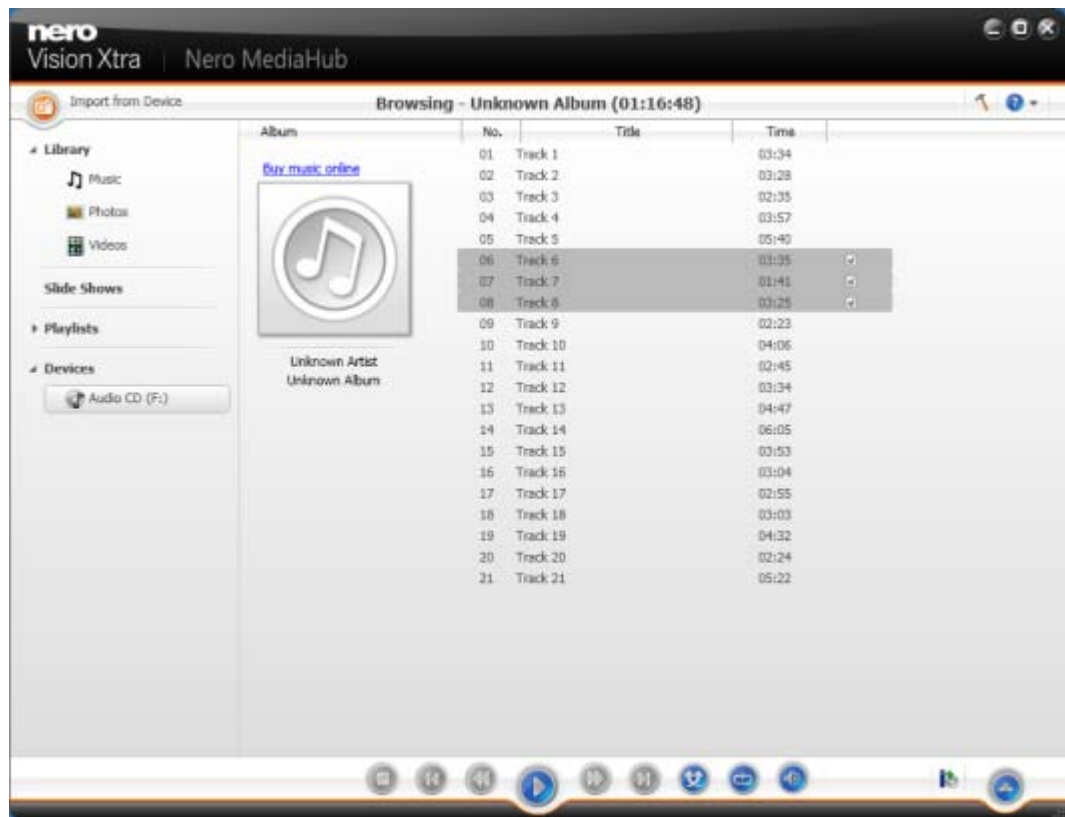 nero
Vision Xtra | Nero MediaHub
Import from Device
Browsing - Unknown Album (01:16:48)
Library
Music
Photos
Videos
Slide Shows
Playlists
Devices
Audio CD (F:)
Album
Buy music online
Unknown Artist
Unknown Album
No. Title Time
01 Track 1 03:34
02 Track 2 03:28
03 Track 3 02:35
04 Track 4 03:57
05 Track 5 05:40
06 Track 6 03:35
07 Track 7 01:41
08 Track 8 03:25
09 Track 9 02:23
10 Track 10 04:06
11 Track 11 02:45
12 Track 12 03:34
13 Track 13 04:47
14 Track 14 06:05
15 Track 15 03:53
16 Track 16 03:04
17 Track 17 02:55
18 Track 18 03:03
19 Track 19 04:32
20 Track 20 02:24
21 Track 21 05:22